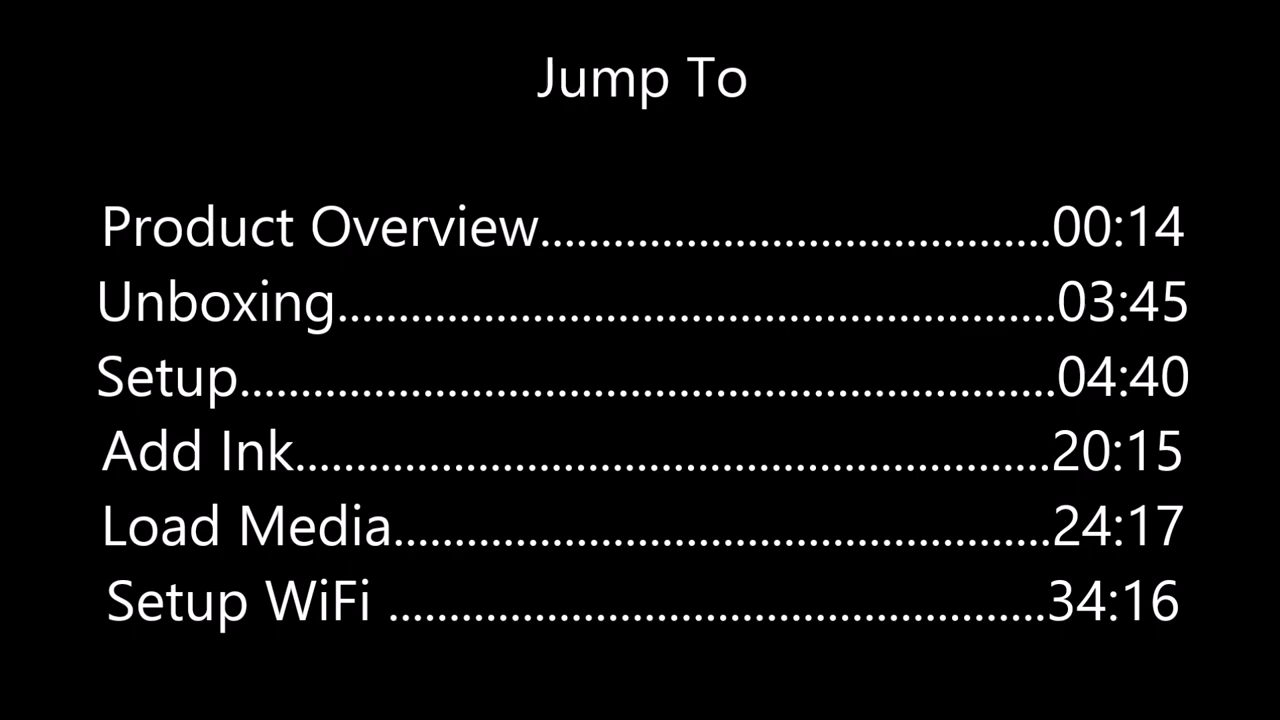 Jump To
Product Overview..........................................00:14
Unboxing...........................................................03:45
Setup...................................................................04:40
Add Ink..............................................................20:15
Load Media......................................................24:17
Setup WiFi ......................................................34:16